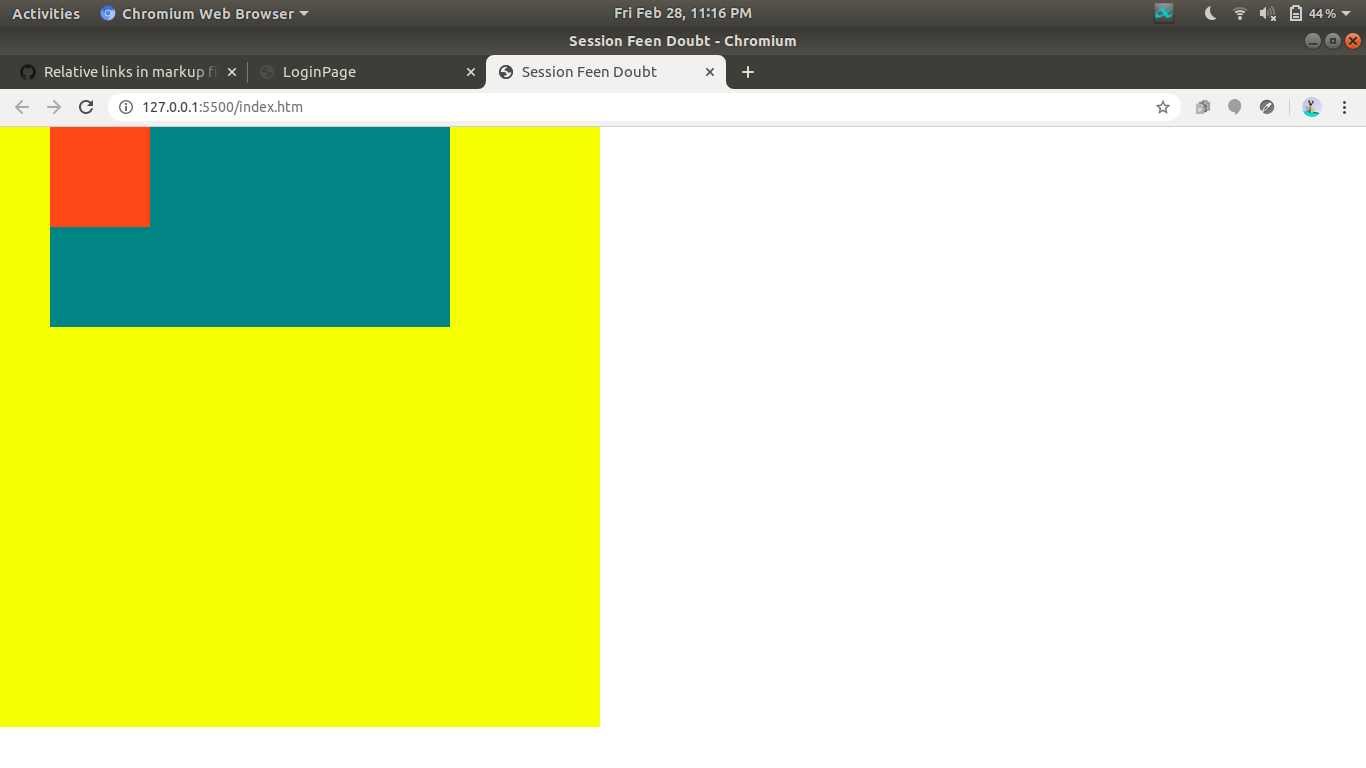 Activities Chromium Web Browser Fri Feb 28, 11:16 PM 44%
Session Feen Doubt - Chromium
Relative links in markup fi LoginPage Session Feen Doubt
127.0.0.1:5500/index.htm